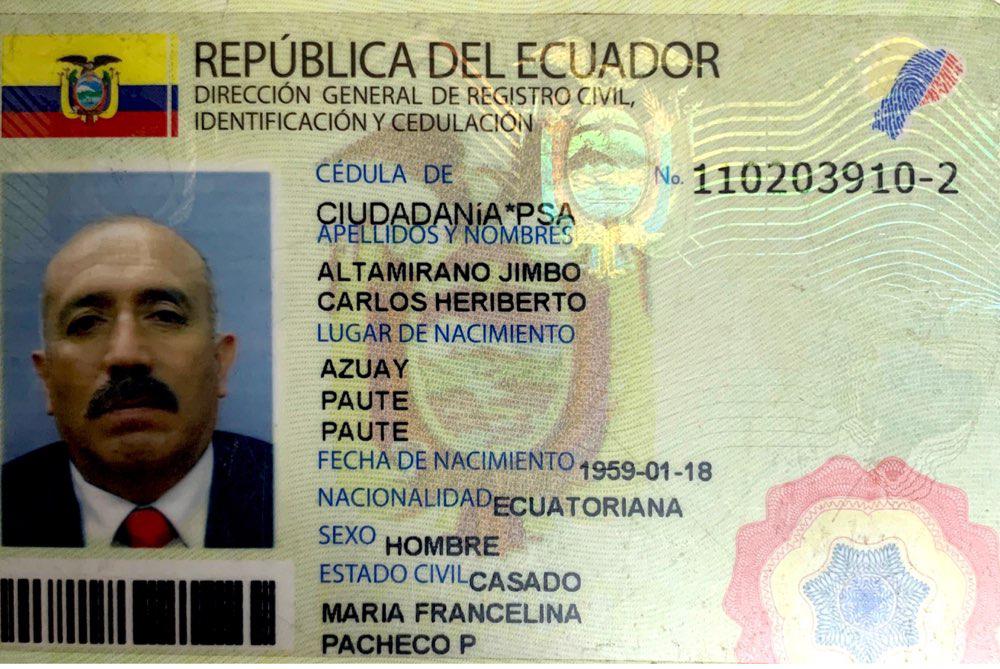 REPÚBLICA DEL ECUADOR
DIRECCIÓN GENERAL DE REGISTRO CIVIL,
IDENTIFICACIÓN Y CEDULACIÓN
CÉDULA DE
No. 110203910-2
CIUDADANíA*PSA
APELLIDOS Y NOMBRES
ALTAMIRANO JIMBO
CARLOS HERIBERTO
LUGAR DE NACIMIENTO
AZUAY
PAUTE
PAUTE
FECHA DE NACIMIENTO 1959-01-18
NACIONALIDAD ECUATORIANA
SEXO HOMBRE
ESTADO CIVIL CASADO
MARIA FRANCELINA
PACHECO P